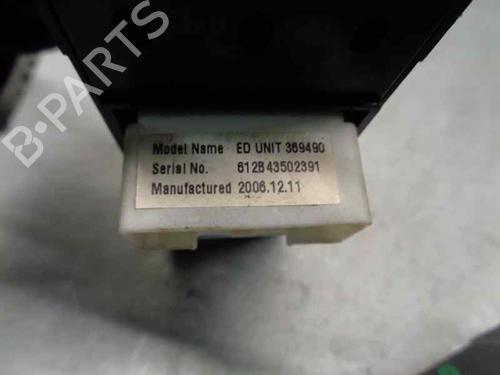 Model Name ED UNIT 369490
Serial No. 612B43502391
Manufactured 2006.12.11
B-PARTS